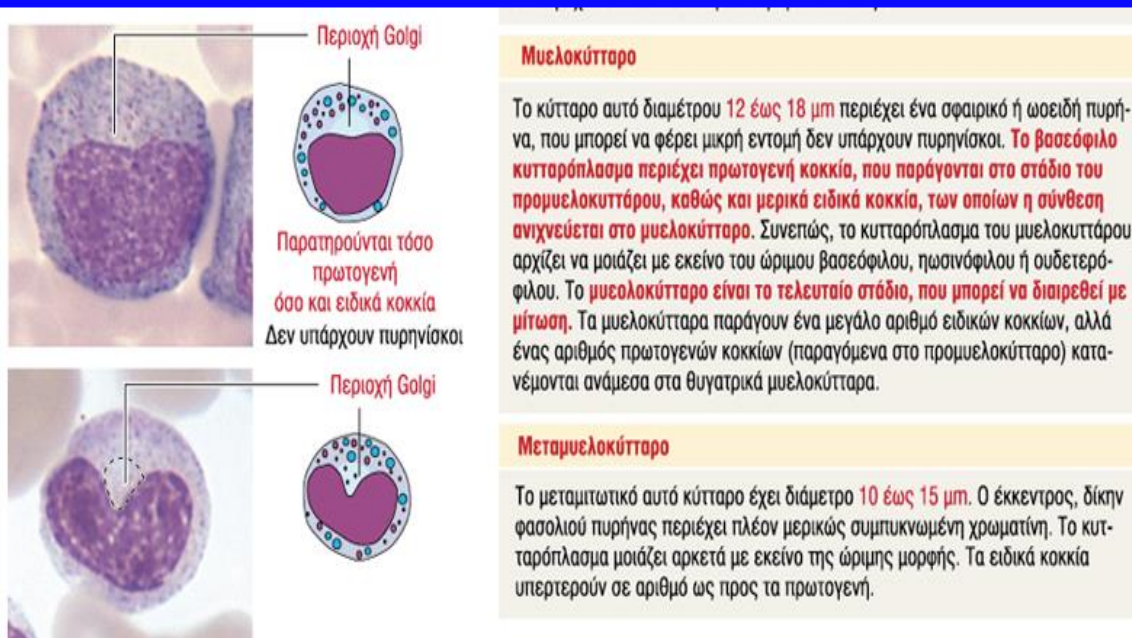 Περιοχή Golgi
Παρατηρούνται τόσο
πρωτογενή
όσο και ειδικά κοκκία
Δεν υπάρχουν πυρηνίσκοι
Περιοχή Golgi
Μυελοκύτταρο
Το κύτταρο αυτό διαμέτρου 12 έως 18 μm περιέχει ένα σφαιρικό ή ωοειδή πυρή-
να, που μπορεί να φέρει μικρή εντομή δεν υπάρχουν πυρηνίσκοι. Το βασεόφιλο
κυτταρόπλασμα περιέχει πρωτογενή κοκκία, που παράγονται στο στάδιο του
προμυελοκυττάρου, καθώς και μερικά ειδικά κοκκία, των οποίων η σύνθεση
ανιχνεύεται στο μυελοκύτταρο. Συνεπώς, το κυτταρόπλασμα του μυελοκυττάρου
αρχίζει να μοιάζει με εκείνο του ώριμου βασεόφιλου, ηωσινόφιλου ή ουδετερό-
φιλου. Το μυεολοκύτταρο είναι το τελευταίο στάδιο, που μπορεί να διαιρεθεί με
μίτωση. Τα μυελοκύτταρα παράγουν ένα μεγάλο αριθμό ειδικών κοκκίων, αλλά
ένας αριθμός πρωτογενών κοκκίων (παραγόμενα στο προμυελοκύτταρο) κατα-
νέμονται ανάμεσα στα θυγατρικά μυελοκύτταρα.
Μεταμυελοκύτταρο
Το μεταμιτωτικό αυτό κύτταρο έχει διάμετρο 10 έως 15 μm. Ο έκκεντρος, δίκην
φασολιού πυρήνας περιέχει πλέον μερικώς συμπυκνωμένη χρωματίνη. Το κυτ-
ταρόπλασμα μοιάζει αρκετά με εκείνο της ώριμης μορφής. Τα ειδικά κοκκία
υπερτερούν σε αριθμό ως προς τα πρωτογενή.